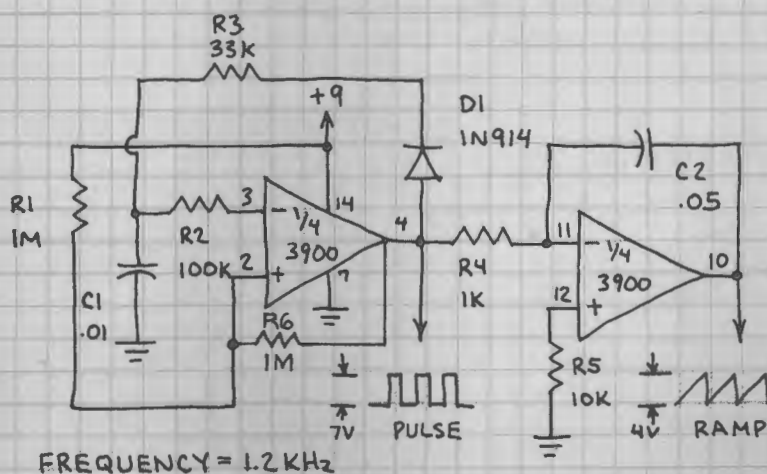 R3
33K
+9
D1
1N914
C2
.05
R1
1M
3
- 1/4
14
R2
100K
2
+
3900
7
4
R4
1K
11
- 1/4
3900
10
12
+
C1
.01
R6
1M
R5
10K
7V
PULSE
4V
RAMP
FREQUENCY = 1.2 KHz